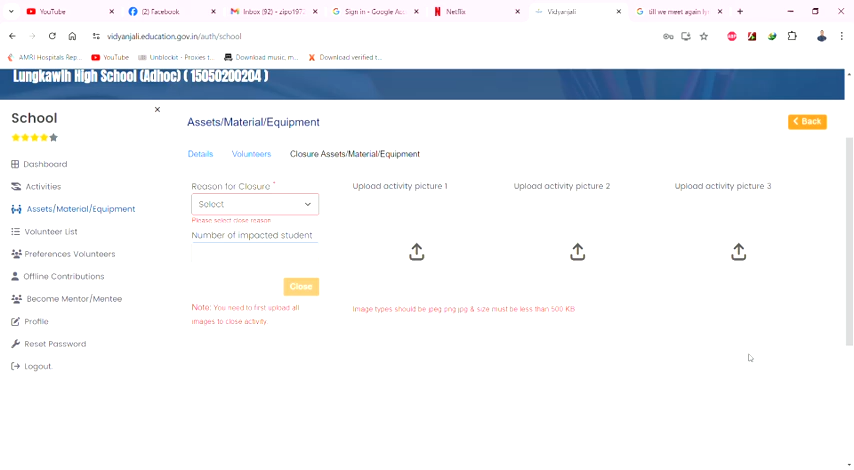 YouTube
(2) Facebook
Inbox (92) - zipo197
Sign in - Google Acc
Netflix
Vidyanjali
till we meet again ly
vidyanjali.education.gov.in/auth/school
AMRI Hospitals Rep...
YouTube
Unblockit - Proxies t...
Download music, m...
Download verified t...
Lungkawlh High School (Adhoc) ( 15050200204 )
School
Assets/Material/Equipment
Back
Details
Volunteers
Closure Assets/Material/Equipment
Dashboard
Activities
Assets/Material/Equipment
Volunteer List
Preferences Volunteers
Offline Contributions
Become Mentor/Mentee
Profile
Reset Password
Logout
Reason for Closure *
Select
Please select close reason
Number of impacted student
Close
Note: You need to first upload all
images to close activity
Upload activity picture 1
Upload activity picture 2
Upload activity picture 3
Image types should be jpeg png jpg & size must be less than 500 KB